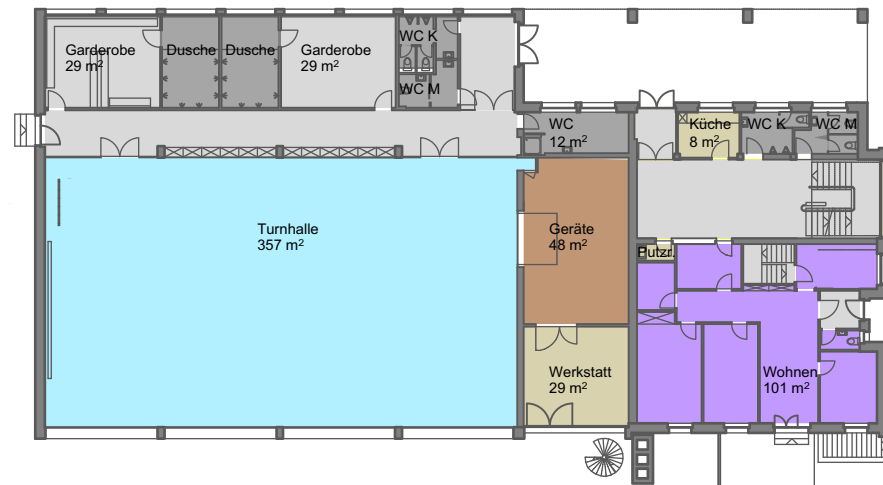 Garderobe
29 m²
Dusche
Dusche
Garderobe
29 m²
WC K
WC M
WC
12 m²
Küche
8 m²
WC K
WC M
Turnhalle
357 m²
Geräte
48 m²
Putzr.
Werkstatt
29 m²
Wohnen
101 m²